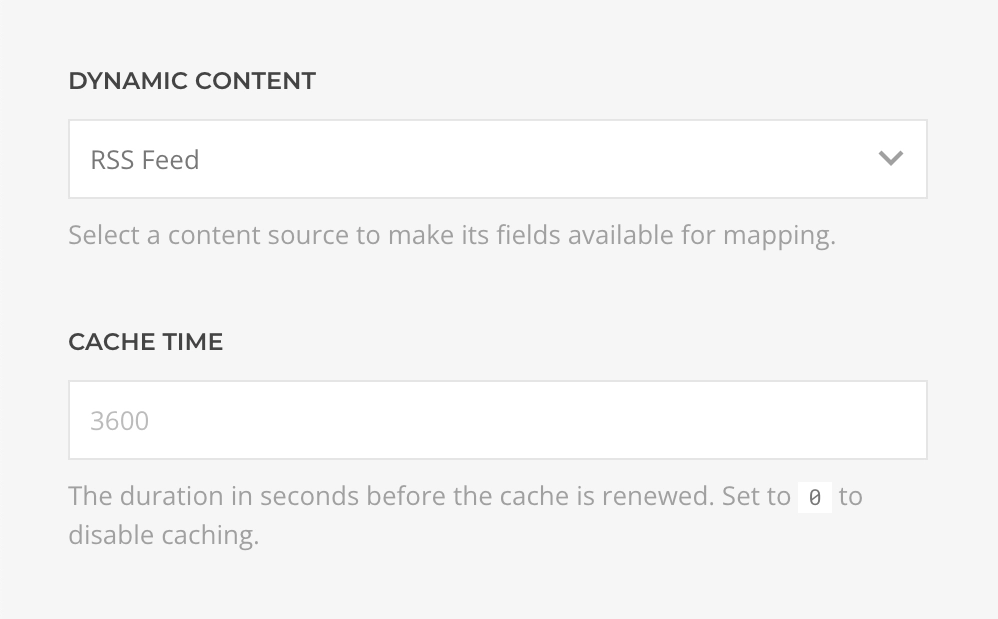 DYNAMIC CONTENT
RSS Feed
Select a content source to make its fields available for mapping.
CACHE TIME
3600
The duration in seconds before the cache is renewed. Set to 0 to
disable caching.